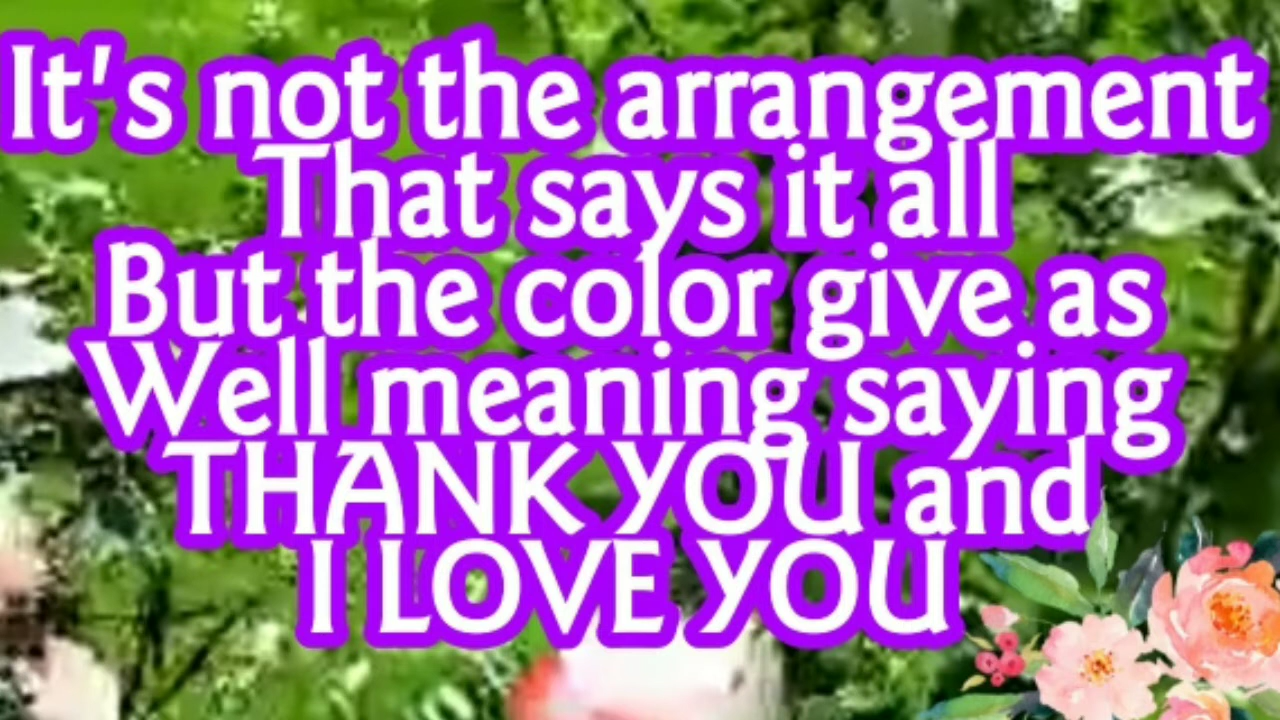 It's not the arrangement
That says it all
But the color give as
Well meaning saying
THANK YOU and
I LOVE YOU